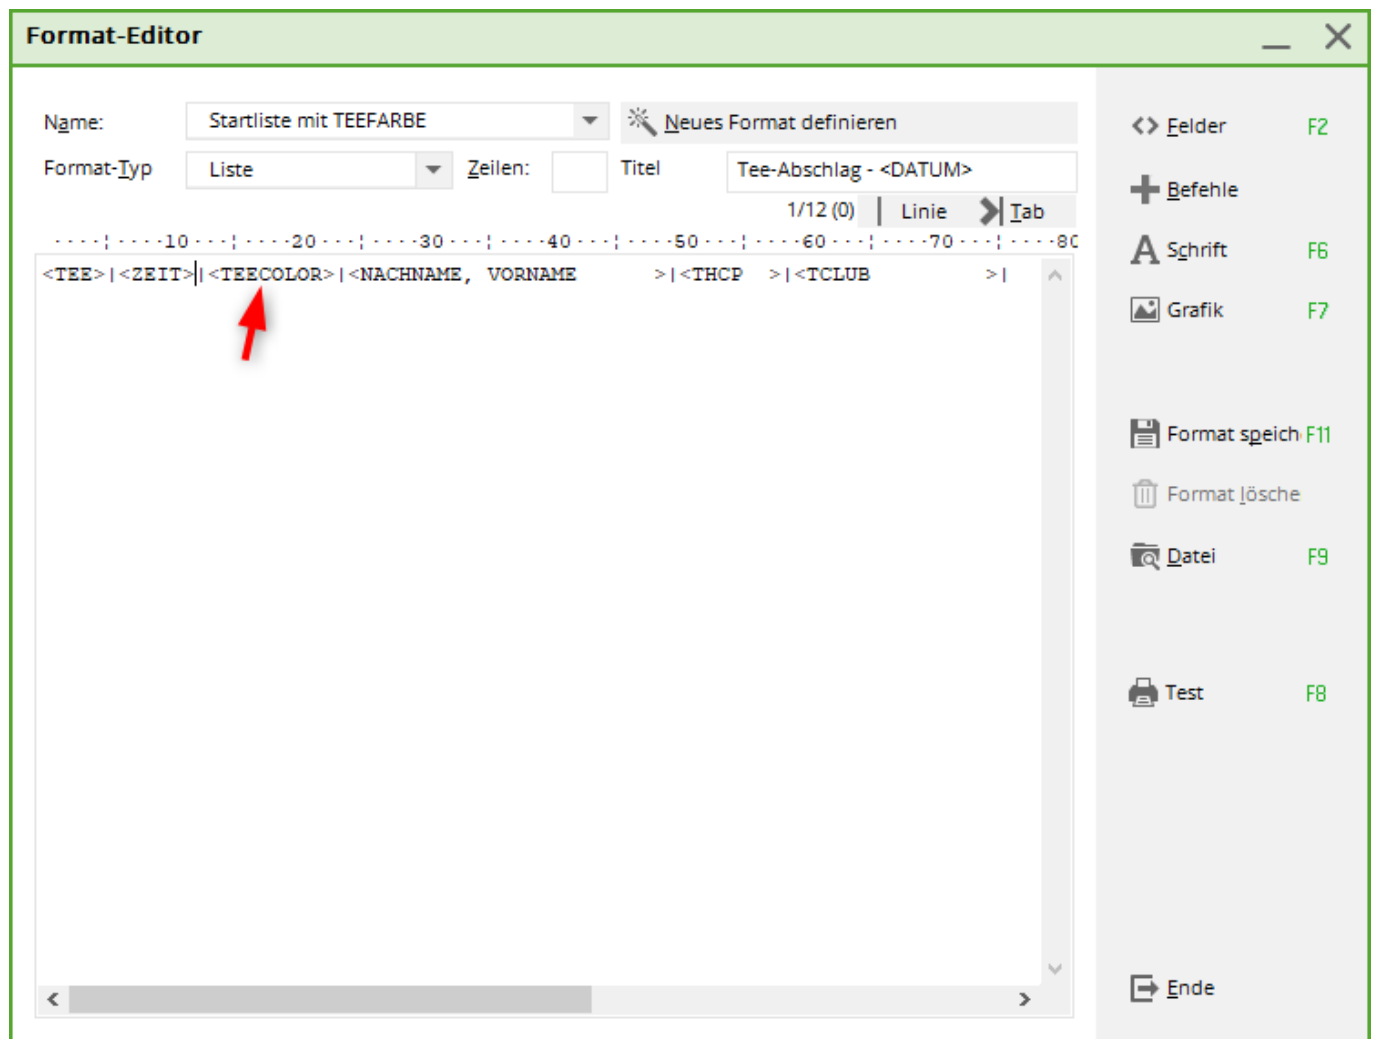 Format-Editor
Name: Startliste mit TEEFARBE Neues Format definieren
Format-Typ Liste Zeilen: Titel Tee-Abschlag - <DATUM>
1/12 (0) Linie Tab
····¦····10···¦····20···¦····30···¦····40···¦····50···¦····60···¦····70···¦····80
<TEE>|<ZEIT>|<TEECOLOR>|<NACHNAME, VORNAME      >|<THCP  >|<TCLUB         >|
Felder F2
Befehle
Schrift F6
Grafik F7
Format speich F11
Format lösche
Datei F9
Test F8
Ende